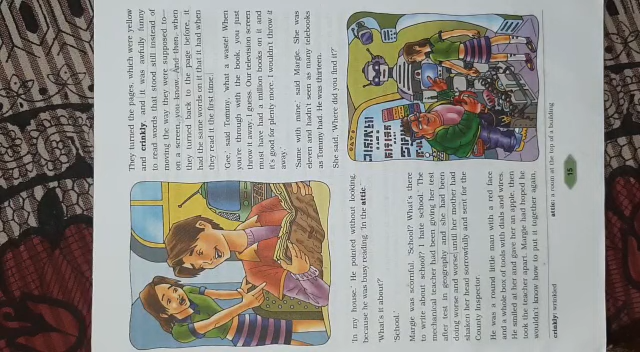 They turned the pages, which were yellow
and crinkly, and it was awfully funny
to read words that stood still instead of
moving the way they were supposed to—
on a screen, you know. And then, when
they turned back to the page before, it
had the same words on it that it had when
they read it the first time.
'Gee,' said Tommy, 'what a waste! When
you're through with the book, you just
throw it away, I guess. Our television screen
must have had a million books on it and
it's good for plenty more. I wouldn't throw it
away.'
'Same with mine,' said Margie. She was
eleven and hadn't seen as many telebooks
as Tommy had. He was thirteen.
She said, 'Where did you find it?'
'In my house.' He pointed without looking,
because he was busy reading. 'In the attic.'
'What's it about?'
'School.'
Margie was scornful. 'School? What's there
to write about school? I hate school.' The
mechanical teacher had been giving her test
after test in geography and she had been
doing worse and worse until her mother had
shaken her head sorrowfully and sent for the
County Inspector.
He was a round little man with a red face
and a whole box of tools with dials and wires.
He smiled at her and gave her an apple, then
took the teacher apart. Margie had hoped he
wouldn't know how to put it together again,
crinkly: wrinkled
attic: a room at the top of a building
15